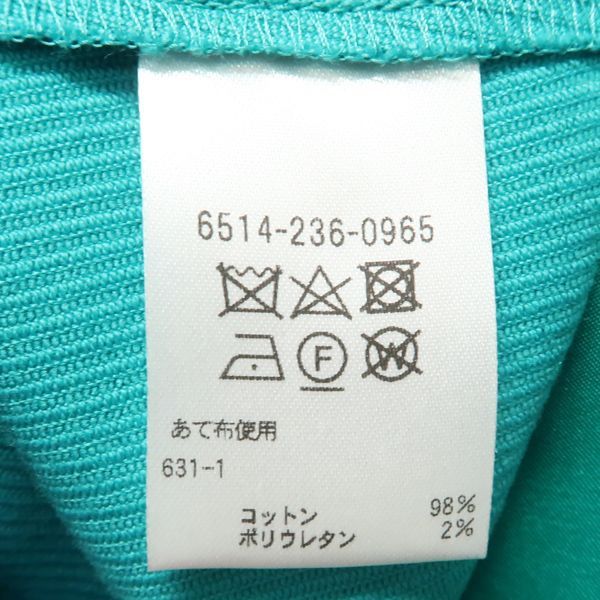 6514-236-0965
F W
あて布使用
631-1
コットン 98%
ポリウレタン 2%